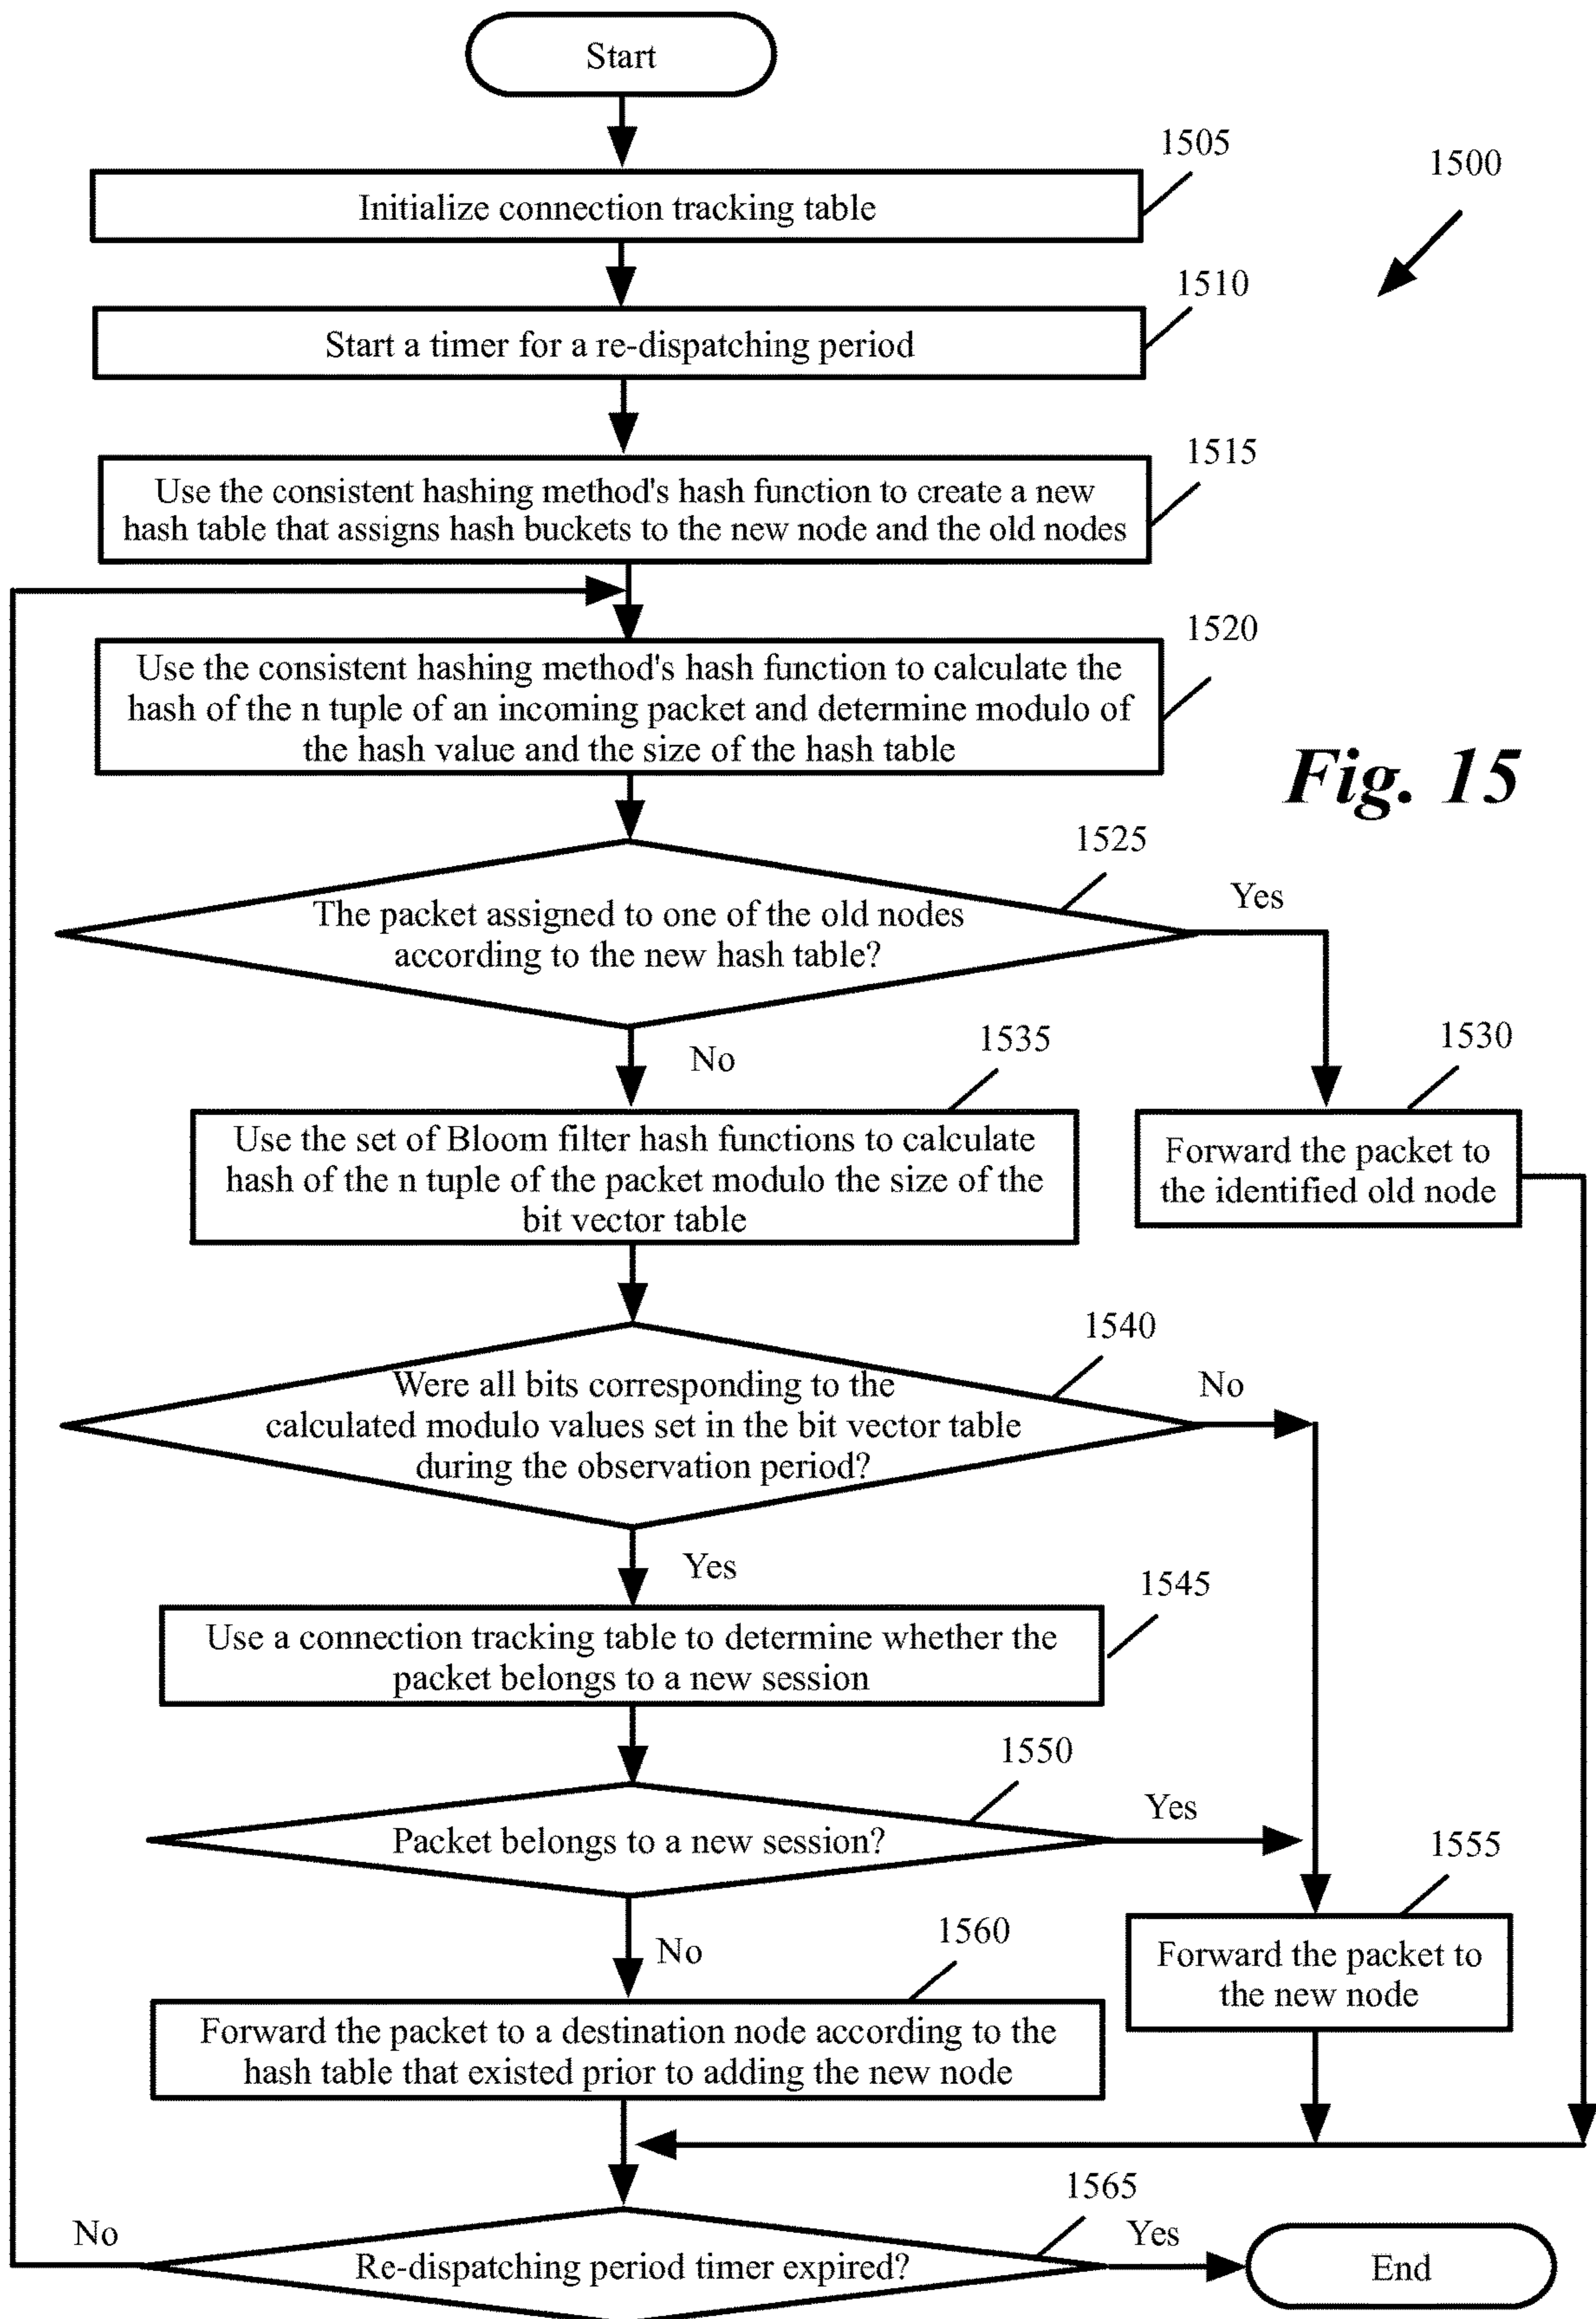 Start
1505
1500
Initialize connection tracking table
1510
Start a timer for a re-dispatching period
1515
Use the consistent hashing method's hash function to create a new
hash table that assigns hash buckets to the new node and the old nodes
1520
Use the consistent hashing method's hash function to calculate the
hash of the n tuple of an incoming packet and determine modulo of
the hash value and the size of the hash table
Fig. 15
1525
Yes
The packet assigned to one of the old nodes
according to the new hash table?
No
1535
1530
Use the set of Bloom filter hash functions to calculate
hash of the n tuple of the packet modulo the size of the
bit vector table
Forward the packet to
the identified old node
1540
No
Were all bits corresponding to the
calculated modulo values set in the bit vector table
during the observation period?
Yes
1545
Use a connection tracking table to determine whether the
packet belongs to a new session
1550
Yes
Packet belongs to a new session?
1555
No
1560
Forward the packet to
the new node
Forward the packet to a destination node according to the
hash table that existed prior to adding the new node
1565
No
Yes
Re-dispatching period timer expired?
End